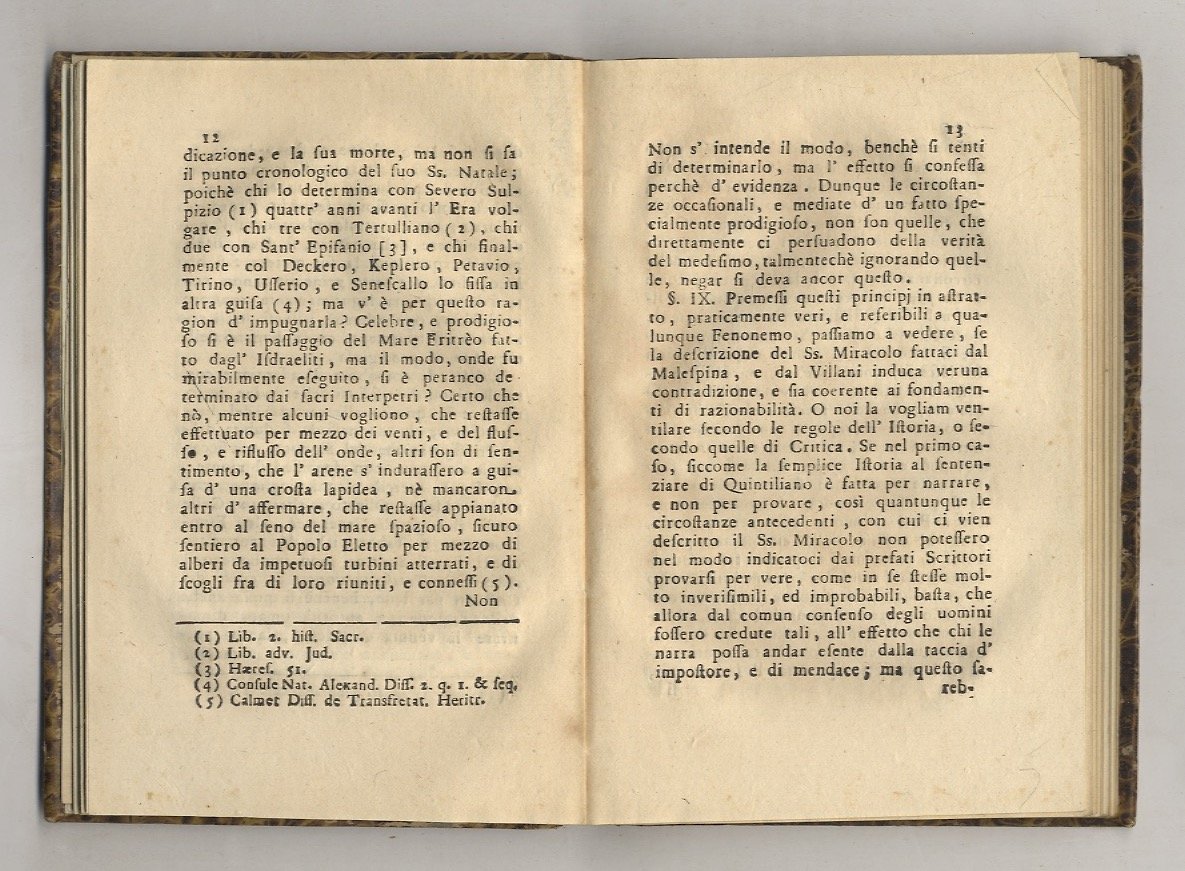 12
dicazione, e la ſua morte, ma non ſi ſa
il punto cronologico del ſuo Ss. Natale;
poichè chi lo determina con Severo Sul-
pizio (1) quattr' anni avanti l' Era vol-
gare, chi tre con Tertulliano (2), chi
due con Sant' Epifanio [3], e chi final-
mente col Deckero, Keplero, Petavio,
Tirino, Uſſerio, e Seneſcallo lo fiſſa in
altra guiſa (4); ma v' è per queſto ra-
gion d' impugnarla? Celebre, e prodigio-
ſo ſi è il paſſaggio del Mare Eritrèo fat-
to dagl' Iſdraeliti, ma il modo, onde fu
mirabilmente eſeguito, ſi è peranco de-
terminato dai ſacri Interpetri? Certo che
nò, mentre alcuni vogliono, che reſtaſſe
effettuato per mezzo dei venti, e del fluſ-
ſo, e rifluſſo dell' onde, altri ſon di ſen-
timento, che l' arene s' induraſſero a gui-
ſa d' una croſta lapidea, nè mancaron
altri d' affermare, che reſtaſſe appianato
entro al ſeno del mare ſpazioſo, ſicuro
ſentiero al Popolo Eletto per mezzo di
alberi da impetuoſi turbini atterrati, e di
ſcogli fra di loro riuniti, e conneſſi (5).
Non
(1) Lib. 2. hiſt. Sacr.
(2) Lib. adv. Jud.
(3) Hæreſ. 51.
(4) Conſule Nat. Alexand. Diſſ. 2. q. 1. & ſeq.
(5) Calmet Diſſ. de Transfretat. Heritr.
13
Non s' intende il modo, benchè ſi tenti
di determinarlo, ma l' effetto ſi confeſſa
perchè d' evidenza. Dunque le circoſtan-
ze occaſionali, e mediate d' un fatto ſpe-
cialmente prodigioſo, non ſon quelle, che
direttamente ci perſuadono della verità
del medeſimo, talmentechè ignorando quel-
le, negar ſi deva ancor queſto.
§. IX. Premeſſi queſti principj in aſtrat-
to, praticamente veri, e referibili a qua-
lunque Fenonemo, paſſiamo a vedere, ſe
la deſcrizione del Ss. Miracolo fattaci dal
Maleſpina, e dal Villani induca veruna
contradizione, e ſia coerente ai fondamen-
ti di razionabilità. O noi la vogliam ven-
tilare ſecondo le regole dell' Iſtoria, o ſe-
condo quelle di Critica. Se nel primo ca-
ſo, ſiccome la ſemplice Iſtoria al ſenten-
ziare di Quintiliano è fatta per narrare,
e non per provare, così quantunque le
circoſtanze antecedenti, con cui ci vien
deſcritto il Ss. Miracolo non poteſſero
nel modo indicatoci dai prefati Scrittori
provarſi per vere, come in ſe ſteſſe mol-
to inveriſimili, ed improbabili, baſta, che
allora dal comun conſenſo degli uomini
foſſero credute tali, all' effetto che chi le
narra poſſa andar eſente dalla taccia d'
impoſtore, e di mendace; ma queſto ſa-
reb-